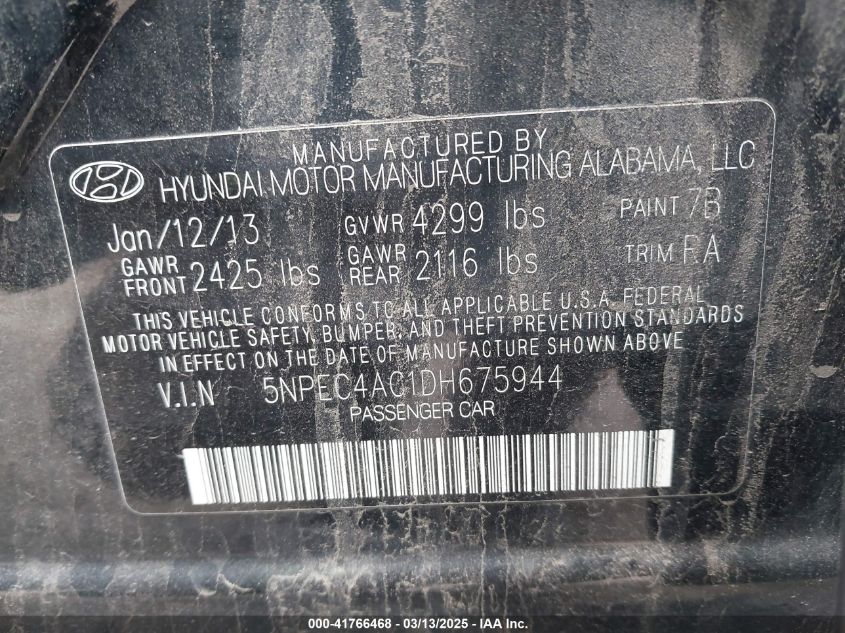 MANUFACTURED BY
HYUNDAI MOTOR MANUFACTURING ALABAMA, LLC
Jan/12/13 GVWR 4299 lbs PAINT 7B
GAWR FRONT 2425 lbs GAWR REAR 2116 lbs TRIM FA
THIS VEHICLE CONFORMS TO ALL APPLICABLE U.S.A. FEDERAL
MOTOR VEHICLE SAFETY, BUMPER, AND THEFT PREVENTION STANDARDS
IN EFFECT ON THE DATE OF MANUFACTURE SHOWN ABOVE
V.I.N 5NPEC4AC1DH675944
PASSENGER CAR
000-41766468 - 03/13/2025 - IAA Inc.